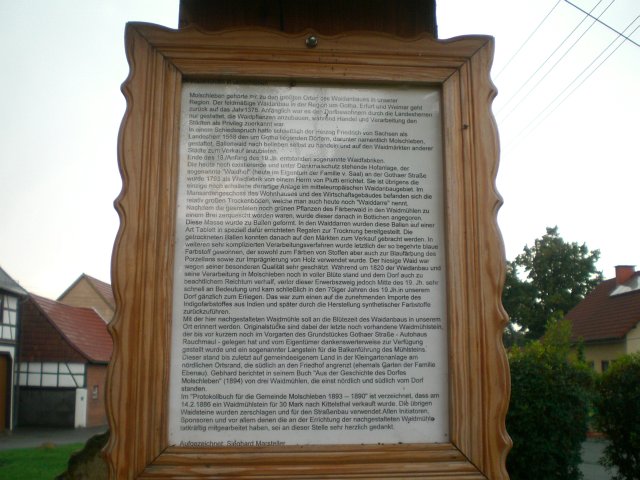 Molschleben gehörte mit zu den größten Orten des Waidanbaues in unserer
Region. Der feldmäßige Waidanbau in der Region um Gotha, Erfurt und Weimar geht
zurück auf das Jahr 1375. Anfänglich war es den Dorfbewohnern durch die Landesherren
nur gestattet, die Waidpflanzen anzubauen, während Handel und Verarbeitung den
Städten als Privileg zuerkannt war.
In einem Schiedsspruch hatte schließlich der Herzog Friedrich von Sachsen als
Landesherr 1508 den um Gotha liegenden Dörfern, darunter namentlich Molschleben,
gestattet, Ballenwaid nach belieben selbst zu handeln und auf den Waidmärkten anderer
Städte zum Verkauf anzubieten.
Ende des 18./Anfang des 19.Jh. entstanden sogenannte Waidfabriken.
Die heute noch existierende und unter Denkmalschutz stehende Hofanlage, der
sogenannte "Waidhof" (heute im Eigentum der Familie v. Saal) an der Gothaer Straße
wurde 1793 als Waidfabrik von einem Herrn von Piutti errichtet. Sie ist übrigens die
einzige noch erhaltene derartige Anlage im mitteleuropäischen Waidanbaugebiet. Im
Mansardengeschoss des Wohnhauses und des Wirtschaftsgebäudes befanden sich die
relativ großen Trockenböden, welche man auch heute noch "Waiddarre" nennt.
Nachdem die geernteten noch grünen Pflanzen des Färberwaid in den Waidmühlen zu
einem Brei zerquetscht worden waren, wurde dieser danach in Bottichen angegoren.
Diese Masse wurde zu Ballen geformt. In den Waiddarren wurden diese Ballen auf einer
Art Tablett in speziell dafür errichteten Regalen zur Trocknung bereitgestellt. Die
getrockneten Ballen konnten danach auf den Märkten zum Verkauf gebracht werden. In
weiteren sehr komplizierten Verarbeitungsverfahren wurde letztlich der so begehrte blaue
Farbstoff gewonnen, der sowohl zum Färben von Stoffen aber auch zur Blaufärbung des
Porzellans sowie zur Imprägnierung von Holz verwendet wurde. Der hiesige Waid war
wegen seiner besonderen Qualität sehr geschätzt. Während um 1820 der Waidanbau und
seine Verarbeitung in Molschleben noch in voller Blüte stand und dem Dorf auch zu
beachtlichem Reichtum verhalf, verlor dieser Erwerbszweig jedoch Mitte des 19. Jh. sehr
schnell an Bedeutung und kam schließlich in den 70iger Jahren des 19.Jh.in unserem
Dorf gänzlich zum Erliegen. Das war zum einen auf die zunehmenden Importe des
Indigofarbstoffes aus Indien und später durch die Herstellung synthetischer Farbstoffe
zurückzuführen.
Mit der hier nachgestalteten Waidmühle soll an die Bedeutung des Waidanbaus in unserem
Ort erinnert werden. Originalstücke sind dabei der letzte noch vorhandene Waidmühlstein,
der bis vor kurzem noch im Vorgarten des Grundstückes Gothaer Straße - Autohaus
Rauchmaul - gelegen hat und vom Eigentümer dankenswerterweise zur Verfügung
gestellt wurde und ein sogenannter Langstein für die Balkenführung des Mühlsteins.
Dieser stand bis zuletzt auf gemeindeeigenem Land in der Kleingartenanlage am
nördlichen Ortsrand, die südlich an den Friedhof angrenzt (ehemals Garten der Familie
Ebenau). Gebhard berichtet in seinem Buch "Aus der Geschichte des Dorfes
Molschleben" (1894) von drei Waidmühlen, die einst nördlich und südlich vom Dorf
standen.
Im "Protokollbuch für die Gemeinde Molschleben 1893 – 1890" ist verzeichnet, dass am
14.2.1886 ein Waidmühlstein für 30 Mark nach Kittelsthal verkauft wurde. Die übrigen
Waidsteine wurden zerschlagen und für den Straßenbau verwendet.Allen Initiatoren,
Sponsoren und vor allem denen die an der Errichtung der nachgestalteten Waidmühle
tatkräftig mitgearbeitet haben, sei an dieser Stelle sehr herzlich gedankt.
Aufgezeichnet: Sieghard Marsteller